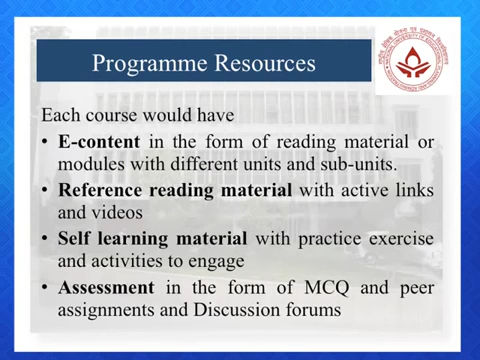 Programme Resources
Each course would have
• E-content in the form of reading material or
modules with different units and sub-units.
• Reference reading material with active links
and videos
• Self learning material with practice exercise
and activities to engage
• Assessment in the form of MCQ and peer
assignments and Discussion forums